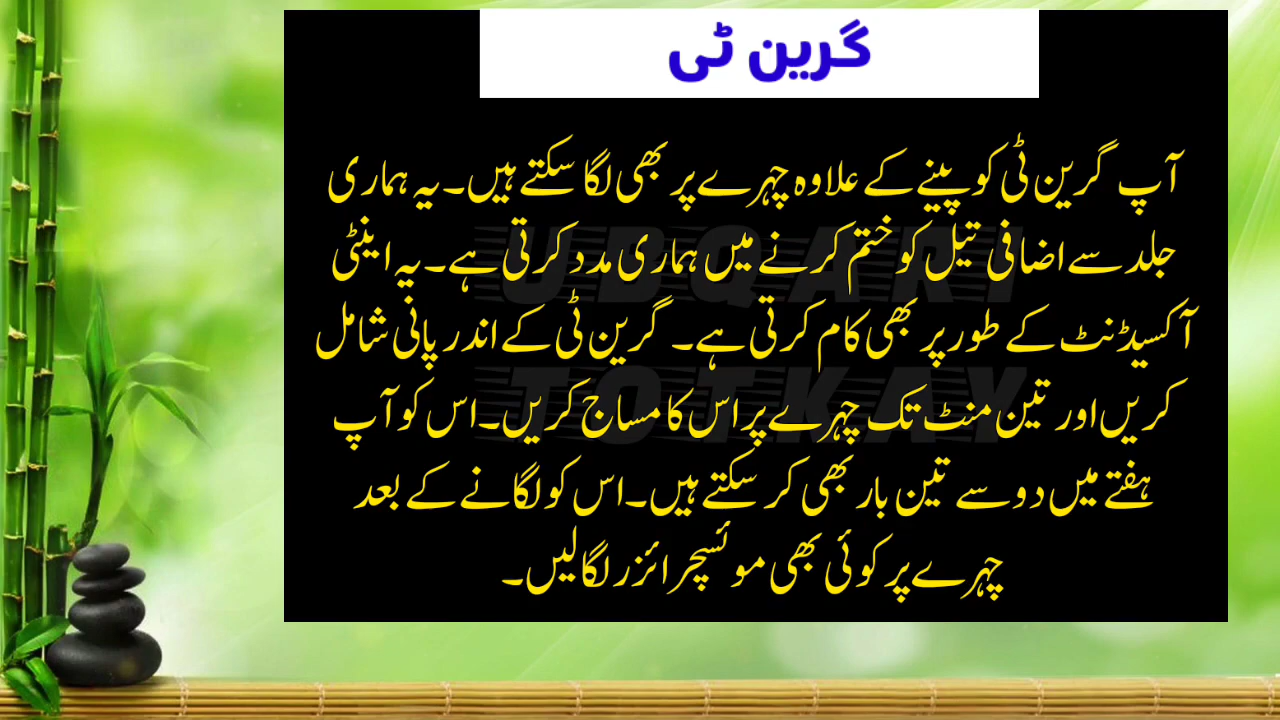 گرین ٹی
آپ گرین ٹی کو پینے کے علاوہ چہرے پر بھی لگا سکتے ہیں۔ یہ ہماری
جلد سے اضافی تیل کو ختم کرنے میں ہماری مدد کرتی ہے۔ یہ اینٹی
آکسیڈنٹ کے طور پر بھی کام کرتی ہے۔ گرین ٹی کے اندر پانی شامل
کریں اور تین منٹ تک چہرے پر اس کا مساج کریں۔ اس کو آپ
ہفتے میں دو سے تین بار بھی کر سکتے ہیں۔ اس کو لگانے کے بعد
چہرے پر کوئی بھی موئسچرائزر لگا لیں۔
UBQARI
TOTKAY